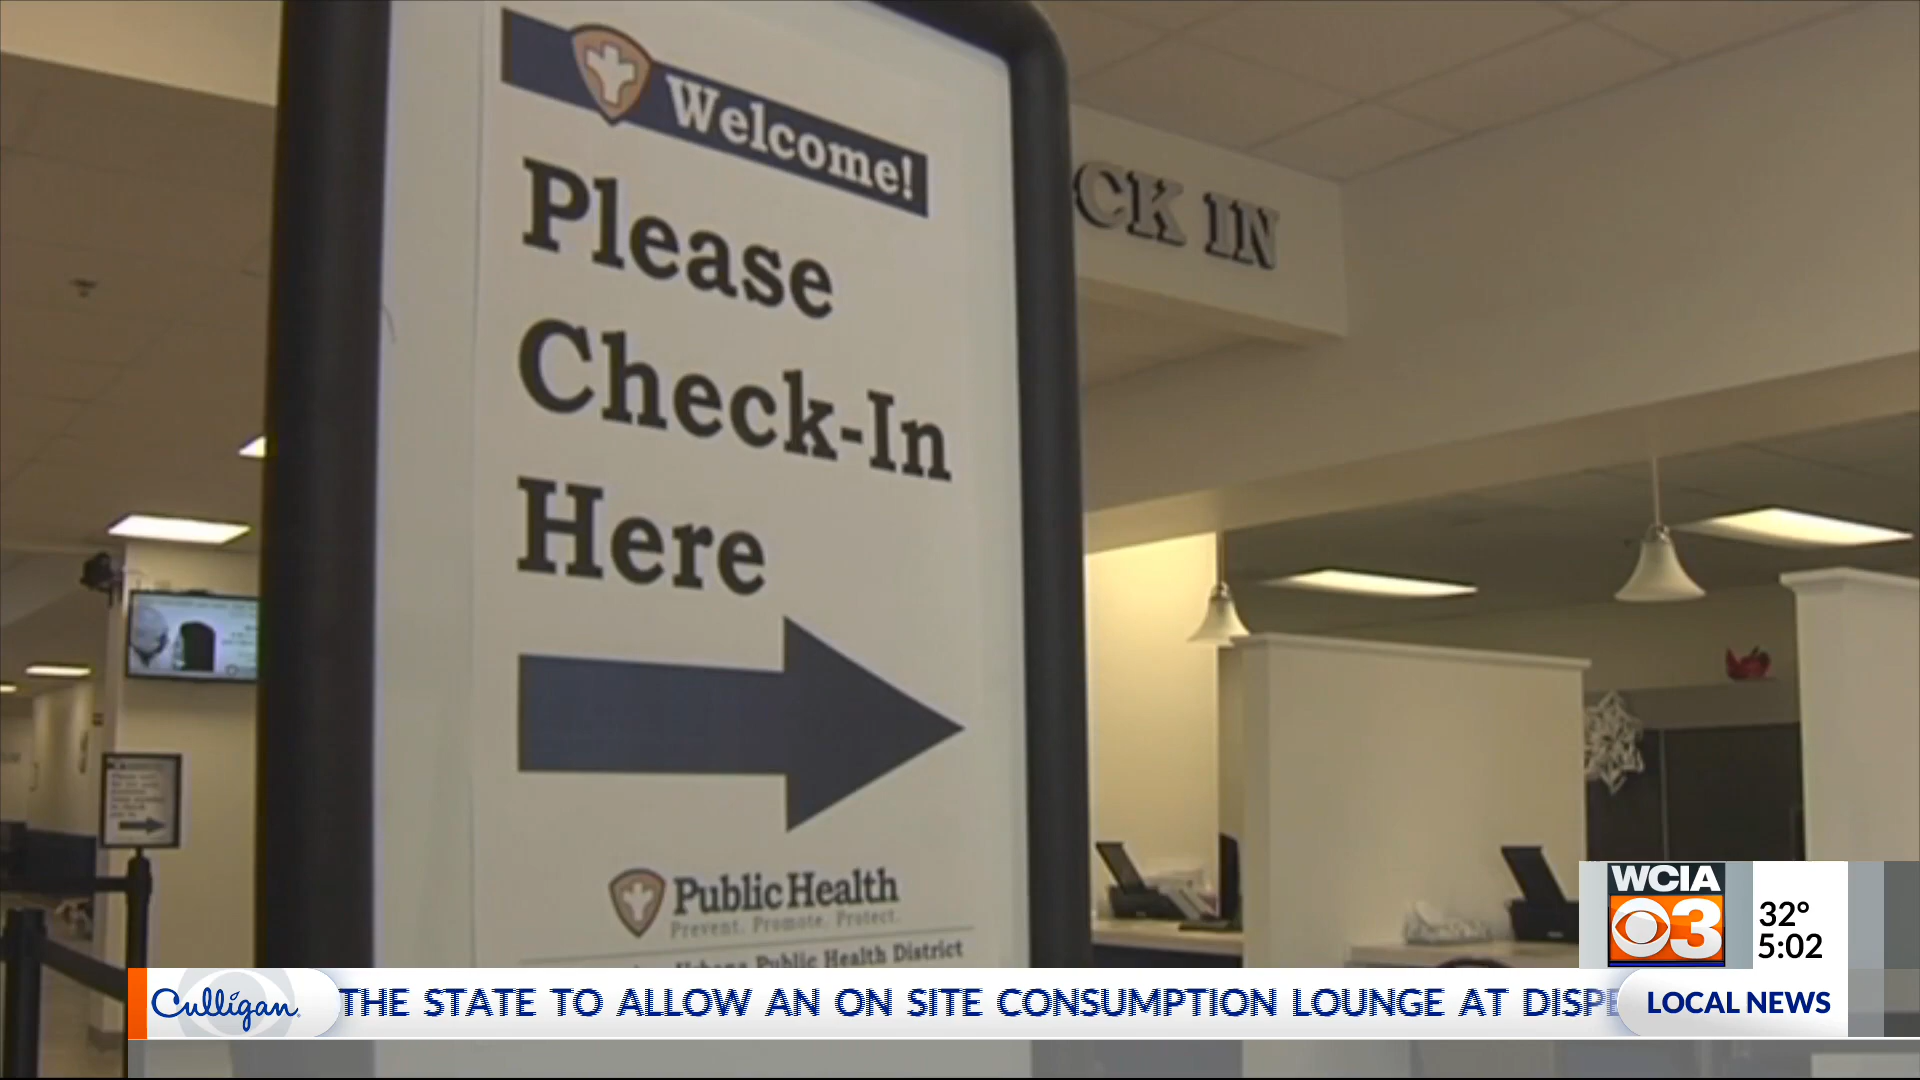 Welcome!
Please
Check-In
Here
CK IN
Public Health
Prevent. Promote. Protect.
Urbana Public Health District
WCIA
3
32°
5:02
Culligan.
THE STATE TO ALLOW AN ON SITE CONSUMPTION LOUNGE AT DISPE
LOCAL NEWS